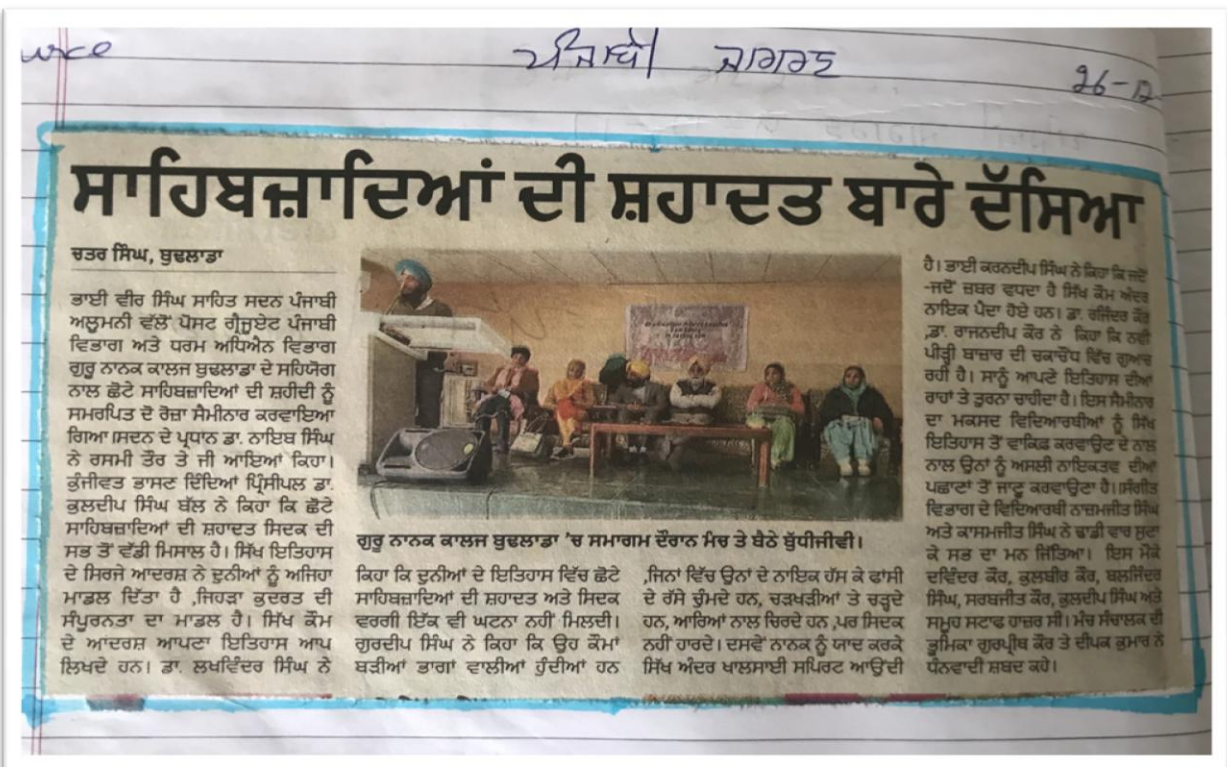 ਪੰਜਾਬੀ ਜਾਗਰਣ
26-12
ਸਾਹਿਬਜ਼ਾਦਿਆਂ ਦੀ ਸ਼ਹਾਦਤ ਬਾਰੇ ਦੱਸਿਆ
ਚਤਰ ਸਿੰਘ, ਬੁਢਲਾਡਾ
ਭਾਈ ਵੀਰ ਸਿੰਘ ਸਾਹਿਤ ਸਦਨ ਪੰਜਾਬੀ
ਅਲੂਮਨੀ ਵੱਲੋਂ ਪੋਸਟ ਗ੍ਰੈਜੂਏਟ ਪੰਜਾਬੀ
ਵਿਭਾਗ ਅਤੇ ਧਰਮ ਅਧਿਐਨ ਵਿਭਾਗ
ਗੁਰੂ ਨਾਨਕ ਕਾਲਜ ਬੁਢਲਾਡਾ ਦੇ ਸਹਿਯੋਗ
ਨਾਲ ਛੋਟੇ ਸਾਹਿਬਜ਼ਾਦਿਆਂ ਦੀ ਸ਼ਹੀਦੀ ਨੂੰ
ਸਮਰਪਿਤ ਦੋ ਰੋਜ਼ਾ ਸੈਮੀਨਾਰ ਕਰਵਾਇਆ
ਗਿਆ।ਸਦਨ ਦੇ ਪ੍ਰਧਾਨ ਡਾ. ਨਾਇਬ ਸਿੰਘ
ਨੇ ਰਸਮੀ ਤੌਰ ਤੇ ਜੀ ਆਇਆਂ ਕਿਹਾ।
ਕੁੰਜੀਵਤ ਭਾਸਣ ਦਿੰਦਿਆਂ ਪ੍ਰਿੰਸੀਪਲ ਡਾ.
ਕੁਲਦੀਪ ਸਿੰਘ ਬੱਲ ਨੇ ਕਿਹਾ ਕਿ ਛੋਟੇ
ਸਾਹਿਬਜ਼ਾਦਿਆਂ ਦੀ ਸ਼ਹਾਦਤ ਸਿਦਕ ਦੀ
ਸਭ ਤੋਂ ਵੱਡੀ ਮਿਸਾਲ ਹੈ। ਸਿੱਖ ਇਤਿਹਾਸ
ਦੇ ਸਿਰਜੇ ਆਦਰਸ਼ ਨੇ ਦੁਨੀਆਂ ਨੂੰ ਅਜਿਹਾ
ਮਾਡਲ ਦਿੱਤਾ ਹੈ ,ਜਿਹੜਾ ਕੁਦਰਤ ਦੀ
ਸੰਪੂਰਨਤਾ ਦਾ ਮਾਡਲ ਹੈ। ਸਿੱਖ ਕੌਮ
ਦੇ ਆਦਰਸ਼ ਆਪਣਾ ਇਤਿਹਾਸ ਆਪ
ਲਿਖਦੇ ਹਨ। ਡਾ. ਲਖਵਿੰਦਰ ਸਿੰਘ ਨੇ
ਗੁਰੂ ਨਾਨਕ ਕਾਲਜ ਬੁਢਲਾਡਾ 'ਚ ਸਮਾਗਮ ਦੌਰਾਨ ਮੰਚ ਤੇ ਬੈਠੇ ਬੁੱਧੀਜੀਵੀ।
ਕਿਹਾ ਕਿ ਦੁਨੀਆਂ ਦੇ ਇਤਿਹਾਸ ਵਿੱਚ ਛੋਟੇ
ਸਾਹਿਬਜ਼ਾਦਿਆਂ ਦੀ ਸ਼ਹਾਦਤ ਅਤੇ ਸਿਦਕ
ਵਰਗੀ ਇੱਕ ਵੀ ਘਟਨਾ ਨਹੀਂ ਮਿਲਦੀ।
ਗੁਰਦੀਪ ਸਿੰਘ ਨੇ ਕਿਹਾ ਕਿ ਉਹ ਕੌਮਾਂ
ਬੜੀਆਂ ਭਾਗਾਂ ਵਾਲੀਆਂ ਹੁੰਦੀਆਂ ਹਨ
,ਜਿਨਾਂ ਵਿੱਚ ਉਨਾਂ ਦੇ ਨਾਇਕ ਹੱਸ ਕੇ ਫਾਂਸੀ
ਦੇ ਰੱਸੇ ਚੁੰਮਦੇ ਹਨ, ਚੜਖੜੀਆਂ ਤੇ ਚੜ੍ਹਦੇ
ਹਨ, ਆਰਿਆਂ ਨਾਲ ਚਿਰਦੇ ਹਨ ,ਪਰ ਸਿਦਕ
ਨਹੀਂ ਹਾਰਦੇ। ਦਸਵੇਂ ਨਾਨਕ ਨੂੰ ਯਾਦ ਕਰਕੇ
ਸਿੱਖ ਅੰਦਰ ਖਾਲਸਾਈ ਸਪਿਰਟ ਆਉਂਦੀ
ਹੈ। ਭਾਈ ਕਰਨਦੀਪ ਸਿੰਘ ਨੇ ਕਿਹਾ ਕਿ ਜਦੋਂ
-ਜਦੋਂ ਜ਼ਬਰ ਵਧਦਾ ਹੈ ਸਿੱਖ ਕੌਮ ਅੰਦਰ
ਨਾਇਕ ਪੈਦਾ ਹੋਏ ਹਨ। ਡਾ. ਰਜਿੰਦਰ ਕੌਰ
,ਡਾ. ਰਾਜਨਦੀਪ ਕੌਰ ਨੇ ਕਿਹਾ ਕਿ ਨਵੀਂ
ਪੀੜ੍ਹੀ ਬਾਜ਼ਾਰ ਦੀ ਚਕਾਚੌਂਧ ਵਿੱਚ ਗੁਆਚ
ਰਹੀ ਹੈ। ਸਾਨੂੰ ਆਪਣੇ ਇਤਿਹਾਸ ਦੀਆਂ
ਰਾਹਾਂ ਤੇ ਤੁਰਨਾ ਚਾਹੀਦਾ ਹੈ। ਇਸ ਸੈਮੀਨਾਰ
ਦਾ ਮਕਸਦ ਵਿਦਿਆਰਥੀਆਂ ਨੂੰ ਸਿੱਖ
ਇਤਿਹਾਸ ਤੋਂ ਵਾਕਿਫ਼ ਕਰਵਾਉਣ ਦੇ ਨਾਲ
ਨਾਲ ਉਨਾਂ ਨੂੰ ਅਸਲੀ ਨਾਇਕਤਵ ਦੀਆਂ
ਪਛਾਣਾਂ ਤੋਂ ਜਾਣੂ ਕਰਵਾਉਣਾ ਹੈ।।ਸੰਗੀਤ
ਵਿਭਾਗ ਦੇ ਵਿਦਿਆਰਥੀ ਨਾਜ਼ਮਜੀਤ ਸਿੰਘ
ਅਤੇ ਕਾਸਮਜੀਤ ਸਿੰਘ ਨੇ ਢਾਡੀ ਵਾਰ ਸੁਣਾ
ਕੇ ਸਭ ਦਾ ਮਨ ਜਿੱਤਿਆ। ਇਸ ਮੌਕੇ
ਦਵਿੰਦਰ ਕੌਰ, ਕੁਲਬੀਰ ਕੌਰ, ਬਲਜਿੰਦਰ
ਸਿੰਘ, ਸਰਬਜੀਤ ਕੌਰ, ਕੁਲਦੀਪ ਸਿੰਘ ਅਤੇ
ਸਮੂਹ ਸਟਾਫ ਹਾਜ਼ਰ ਸੀ। ਮੰਚ ਸੰਚਾਲਕ ਦੀ
ਭੂਮਿਕਾ ਗੁਰਪ੍ਰੀਥ ਕੌਰ ਤੇ ਦੀਪਕ ਕੁਮਾਰ ਨੇ
ਧੰਨਵਾਦੀ ਸ਼ਬਦ ਕਹੇ।